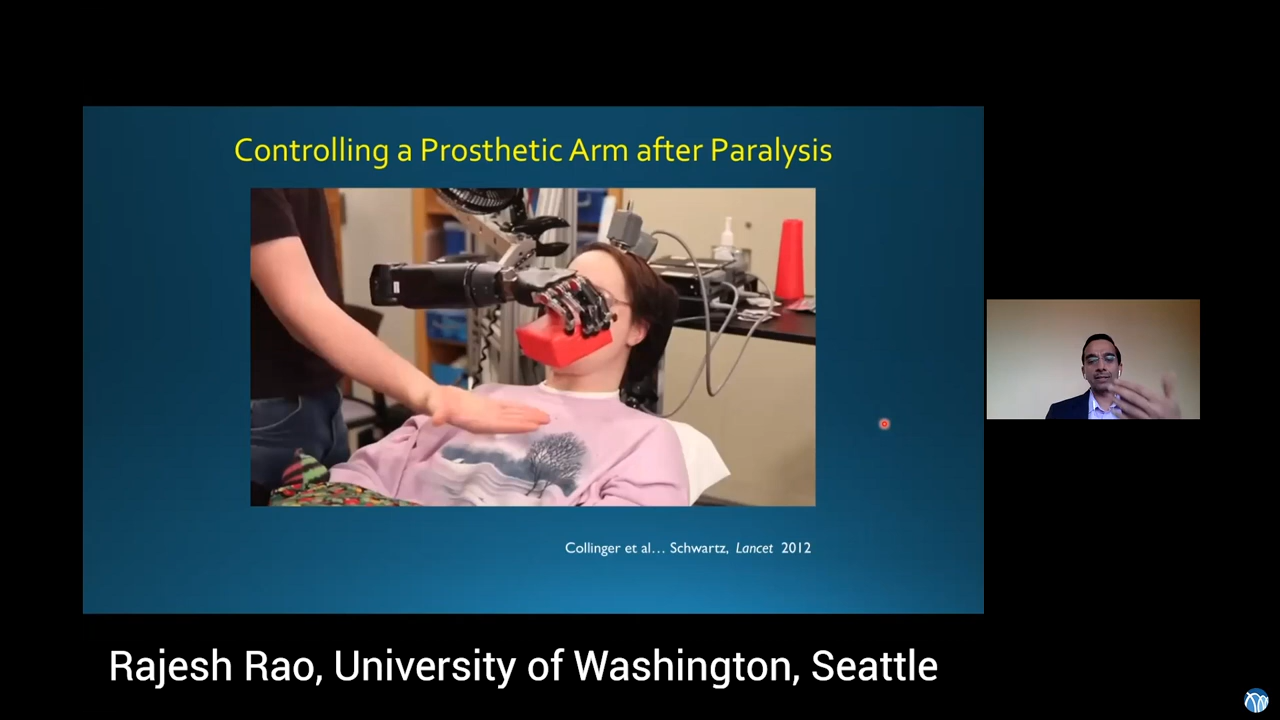 Controlling a Prosthetic Arm after Paralysis
Collinger et al… Schwartz, Lancet 2012
Rajesh Rao, University of Washington, Seattle